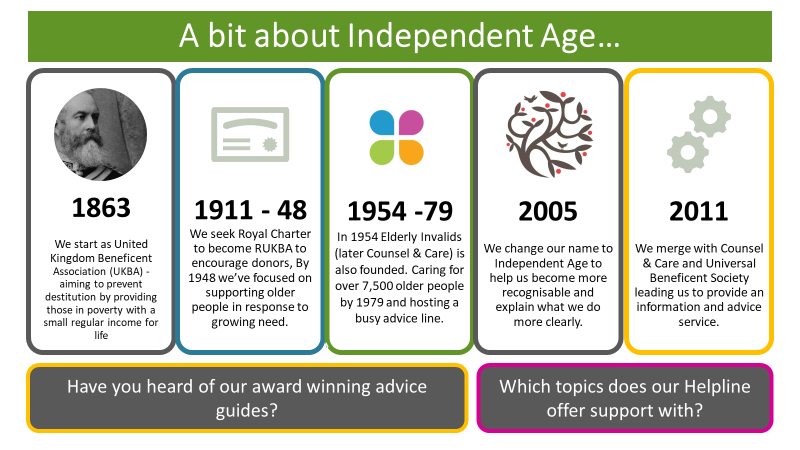 A bit about Independent Age...
1863
We start as United
Kingdom Beneficent
Association (UKBA) -
aiming to prevent
destitution by providing
those in poverty with a
small regular income for
life
1911 - 48
We seek Royal Charter
to become RUKBA to
encourage donors, By
1948 we've focused on
supporting older
people in response to
growing need.
1954 -79
In 1954 Elderly Invalids
(later Counsel & Care) is
also founded. Caring for
over 7,500 older people
by 1979 and hosting a
busy advice line.
2005
We change our name to
Independent Age to
help us become more
recognisable and
explain what we do
more clearly.
2011
We merge with Counsel
& Care and Universal
Beneficent Society
leading us to provide an
information and advice
service.
Have you heard of our award winning advice
guides?
Which topics does our Helpline
offer support with?